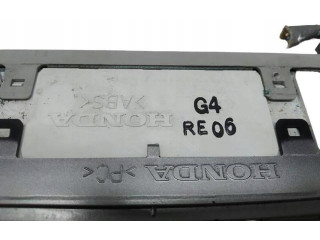 G4
RE06
HONDA
>ABS<
HONDA >PC<